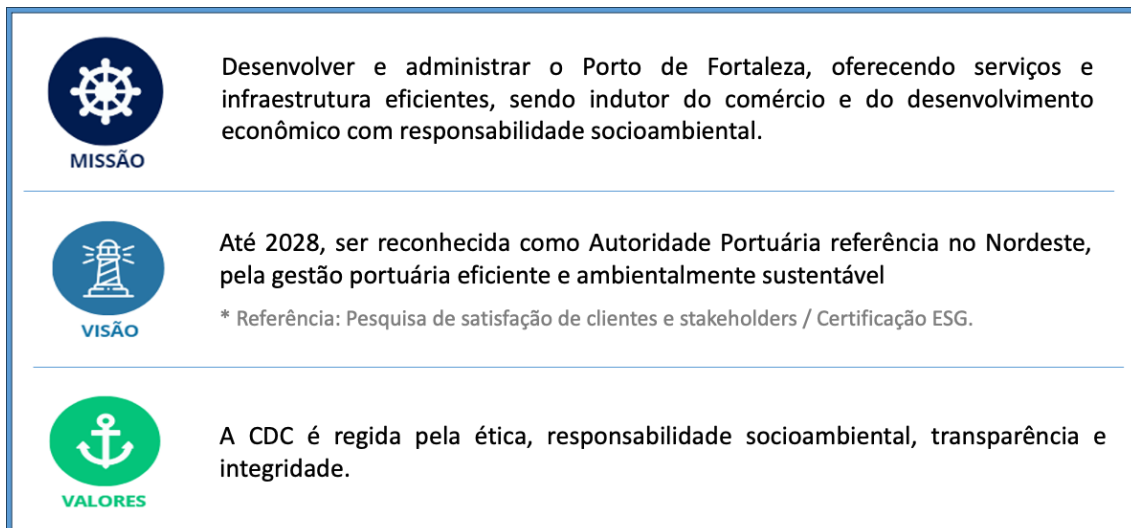 MISSÃO
Desenvolver e administrar o Porto de Fortaleza, oferecendo serviços e
infraestrutura eficientes, sendo indutor do comércio e do desenvolvimento
econômico com responsabilidade socioambiental.
VISÃO
Até 2028, ser reconhecida como Autoridade Portuária referência no Nordeste,
pela gestão portuária eficiente e ambientalmente sustentável
* Referência: Pesquisa de satisfação de clientes e stakeholders / Certificação ESG.
VALORES
A CDC é regida pela ética, responsabilidade socioambiental, transparência e
integridade.